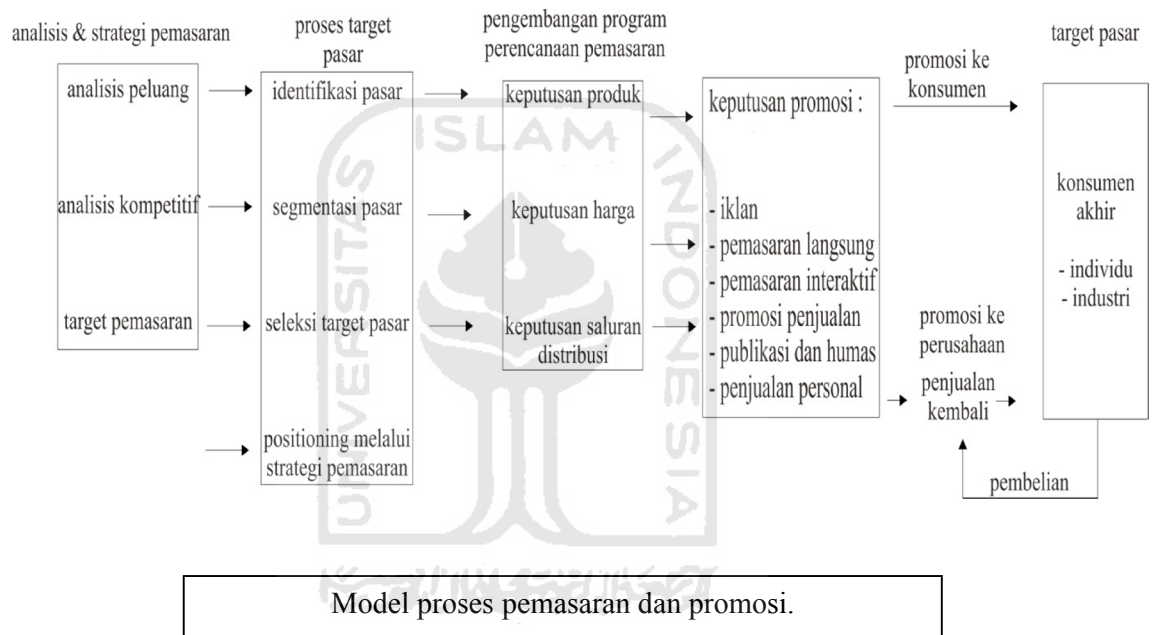 analisis & strategi pemasaran
analisis peluang
analisis kompetitif
target pemasaran
proses target
pasar
identifikasi pasar
segmentasi pasar
seleksi target pasar
positioning melalui
strategi pemasaran
pengembangan program
perencanaan pemasaran
keputusan produk
keputusan harga
keputusan saluran
distribusi
keputusan promosi :
- iklan
- pemasaran langsung
- pemasaran interaktif
- promosi penjualan
- publikasi dan humas
- penjualan personal
promosi ke
konsumen
promosi ke
perusahaan
penjualan
kembali
target pasar
konsumen
akhir
- individu
- industri
pembelian
UNIVERSITAS
ISLAM
INDONESIA
Model proses pemasaran dan promosi.